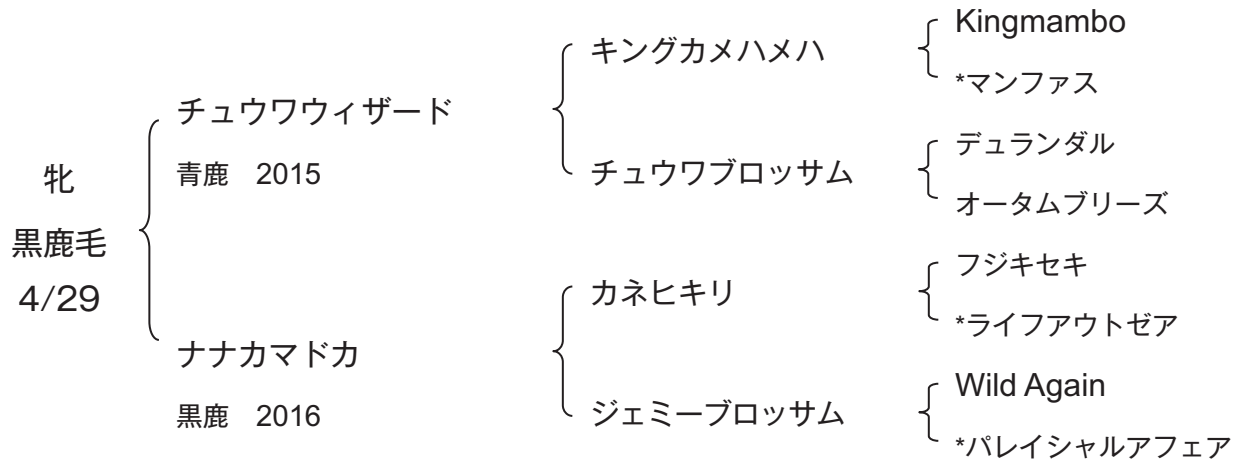 牝
黒鹿毛
4/29
チュウワウィザード
青鹿　2015
ナナカマドカ
黒鹿　2016
キングカメハメハ
チュウワブロッサム
カネヒキリ
ジェミーブロッサム
Kingmambo
*マンファス
デュランダル
オータムブリーズ
フジキセキ
*ライフアウトゼア
Wild Again
*パレイシャルアフェア